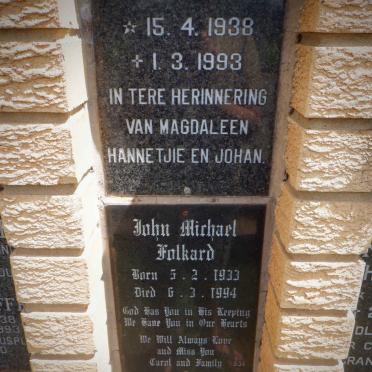 ☆ 15. 4. 1938
+ 1. 3. 1993
IN TERE HERINNERING
VAN MAGDALEEN
HANNETJIE EN JOHAN.
John Michael
Folkard
Born 5 - 2 - 1933
Died 6 - 3 - 1994
God Has You in His Keeping
We Have You in Our Hearts
We Will Always Love
and Miss You
Carol and Family